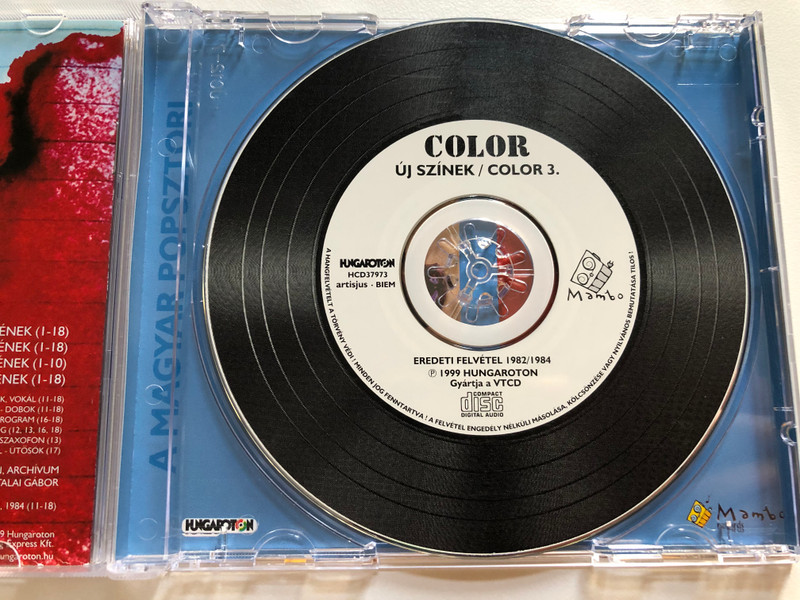 ÉNEK (1-18)
ÉNEK (1-18)
ÉNEK (1-10)
ÉNEK (1-18)
K, VOKÁL (11-18)
- DOBOK (11-18)
PROGRAM (16-18)
G (12, 13, 16, 18)
SZAXOFON (13)
- ÜTŐSÖK (17)
ARCHÍVUM
TALAI GÁBOR
1984 (11-18)
9 Hungaroton
Express Kft.
ungaroton.hu
A MAGYAR POPSZTORI
COLOR
ÚJ SZÍNEK / COLOR 3.
HUNGAROTON
HCD37973
artisjus · BIEM
Mambo
EREDETI FELVÉTEL 1982/1984
℗ 1999 HUNGAROTON
Gyártja a VTCD
COMPACT
disc
DIGITAL AUDIO
A HANGFELVÉTELT A TÖRVÉNY VÉDI! MINDEN JOG FENNTARTVA! A FELVÉTEL ENGEDÉLY NÉLKÜLI MÁSOLÁSA, KÖLCSÖNZÉSE VAGY NYILVÁNOS BEMUTATÁSA TILOS!
HUNGAROTON
Mambo